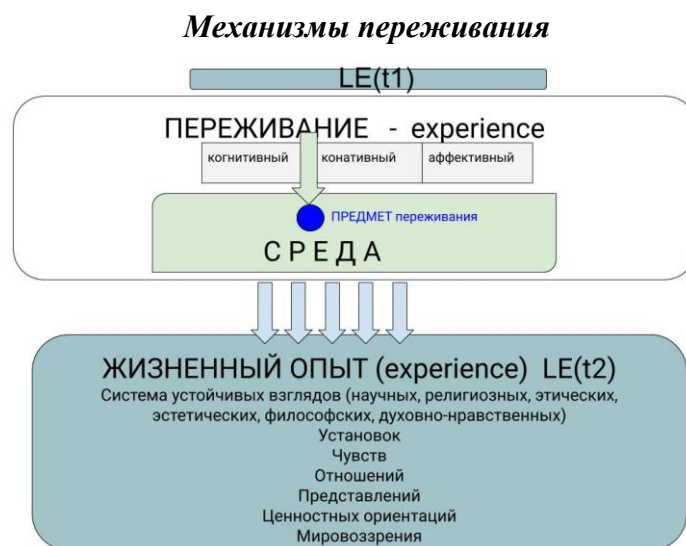 Механизмы переживания
LE(t1)
ПЕРЕЖИВАНИЕ - experience
когнитивный конативный аффективный
ПРЕДМЕТ переживания
С Р Е Д А
ЖИЗНЕННЫЙ ОПЫТ (experience) LE(t2)
Система устойчивых взглядов (научных, религиозных, этических,
эстетических, философских, духовно-нравственных)
Установок
Чувств
Отношений
Представлений
Ценностных ориентаций
Мировоззрения